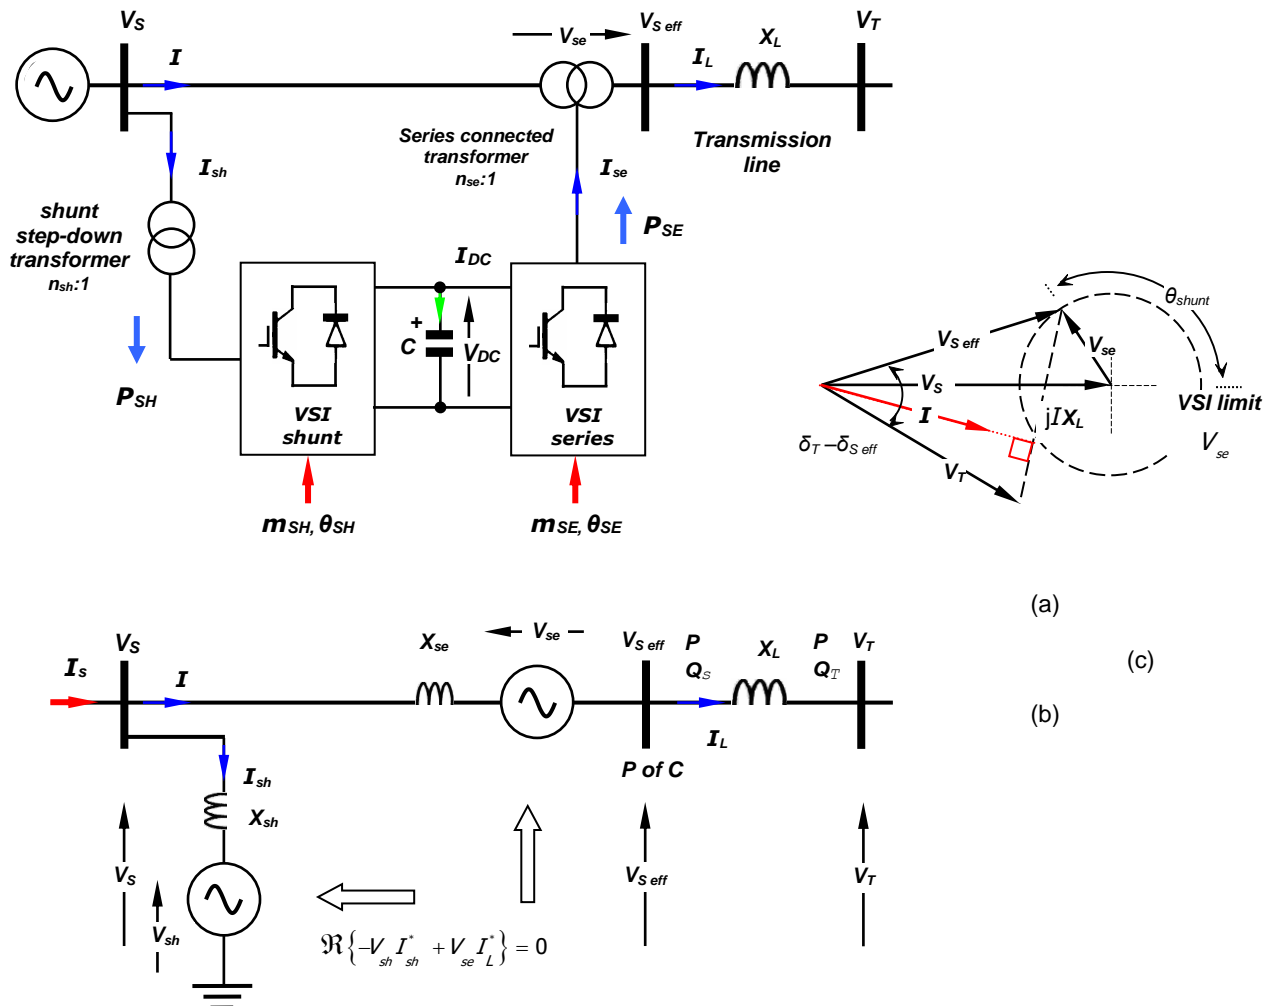 V_S
I
V_se
V_S eff
I_L
X_L
V_T
I_sh
Series connected
transformer
n_se:1
I_se
Transmission
line
P_SE
shunt
step-down
transformer
n_sh:1
P_SH
I_DC
+
C
V_DC
VSI
shunt
VSI
series
m_SH, θ_SH
m_SE, θ_SE
θ_shunt
V_S eff
V_se
V_S
I
jIX_L
VSI limit
V_se
δ_T – δ_S eff
V_T
(a)
V_S
X_se
V_se
V_S eff
P
Q_S
X_L
P
Q_T
V_T
(c)
I_s
I
(b)
I_L
P of C
I_sh
X_sh
V_S
V_sh
V_S eff
V_T
ℜ{-V_sh I_sh^* + V_se I_L^*} = 0